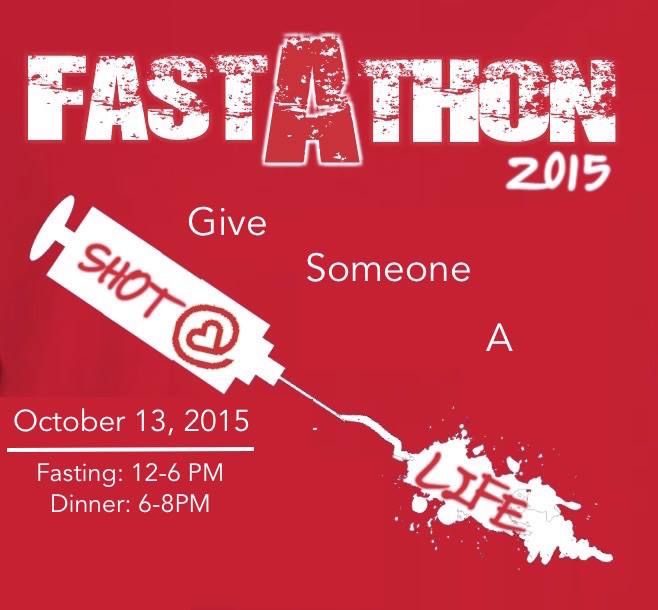 FASTATHON
2015
Give
Someone
A
SHOT @
LIFE
October 13, 2015
Fasting: 12-6 PM
Dinner: 6-8PM